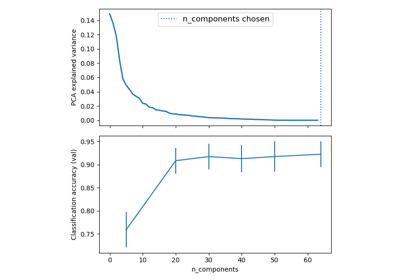 0.14
0.12
0.10
0.08
0.06
0.04
0.02
0.00
PCA explained variance
n_components chosen
0.95
0.90
0.85
0.80
0.75
Classification accuracy (val)
0 10 20 30 40 50 60
n_components